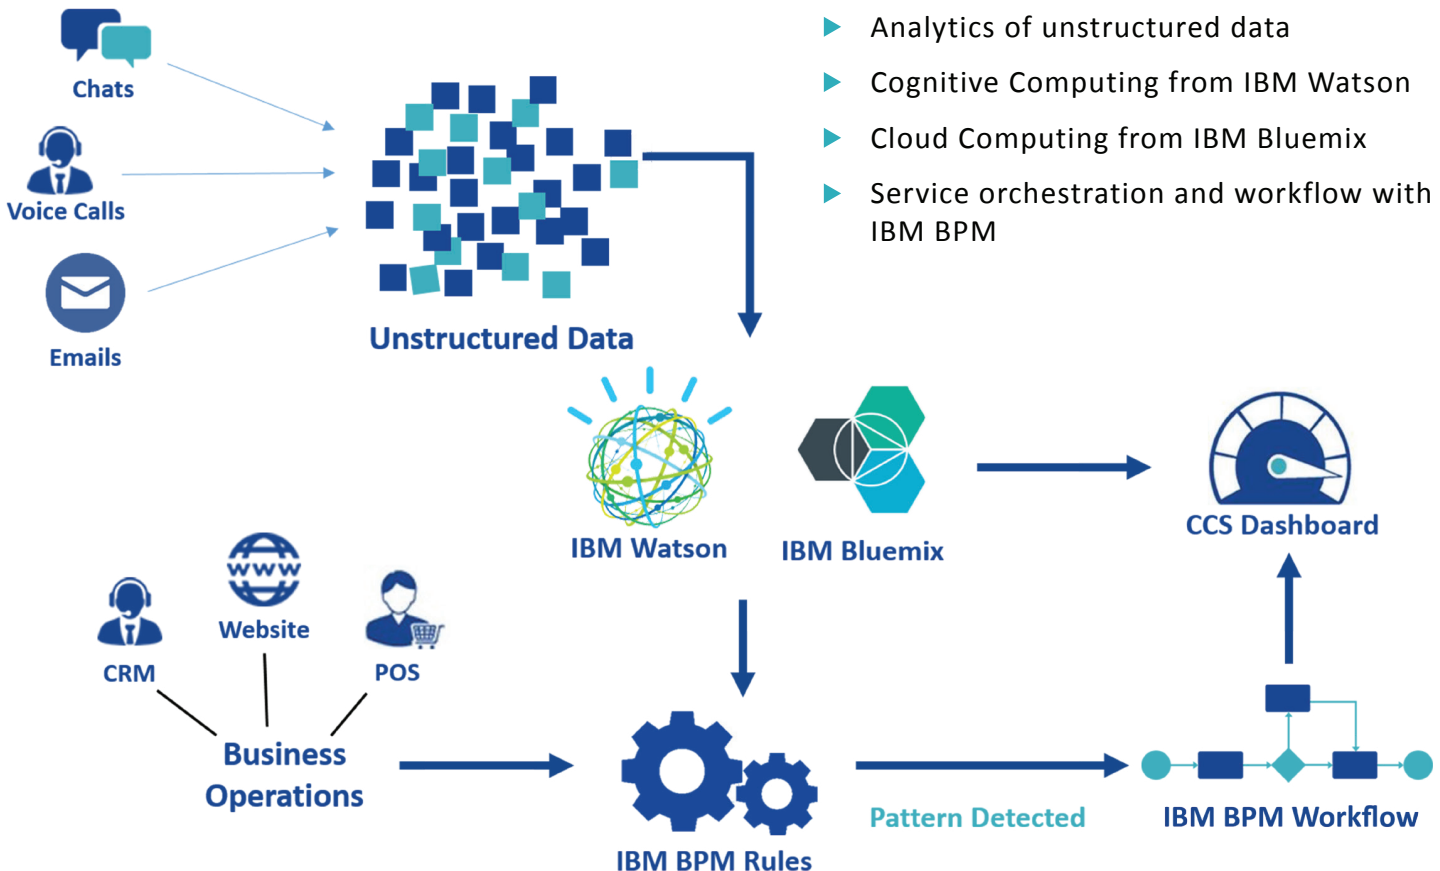 Chats
Voice Calls
Emails
Unstructured Data
Analytics of unstructured data
Cognitive Computing from IBM Watson
Cloud Computing from IBM Bluemix
Service orchestration and workflow with
IBM BPM
IBM Watson
IBM Bluemix
CCS Dashboard
WWW
Website
CRM
POS
Business
Operations
IBM BPM Rules
Pattern Detected
IBM BPM Workflow